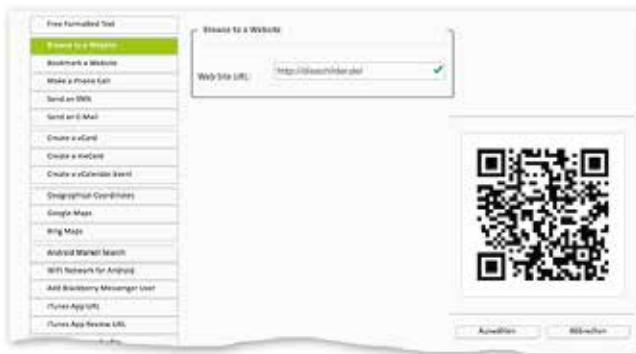 Free Formatted Text
Browse to a Website
Bookmark a Website
Make a Phone Call
Send an SMS
Send an E-Mail
Create a vCard
Create a meCard
Create a vCalendar Event
Geographical Coordinates
Google Maps
Bing Maps
Android Market Search
WiFi Network for Android
Add Blackberry Messenger User
iTunes App URL
iTunes App Review URL
Browse to a Website
Web Site URL:
Auswählen
Abbrechen